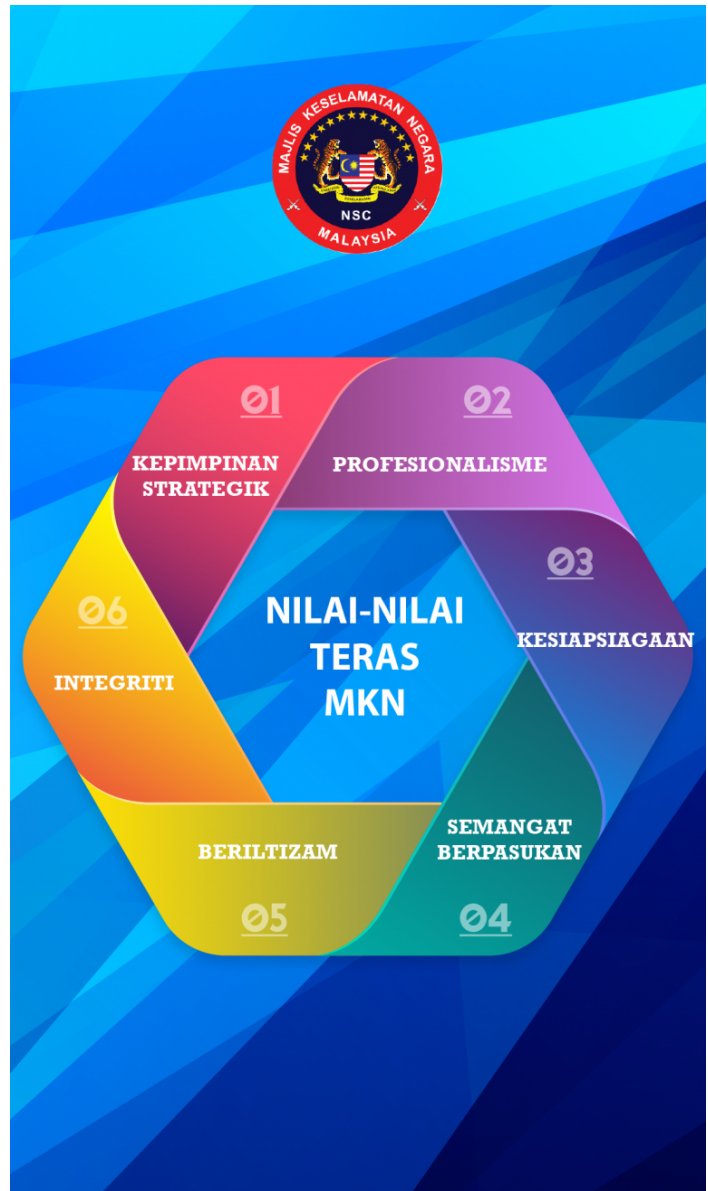 MAJLIS KESELAMATAN NEGARA
NSC
MALAYSIA
01
KEPIMPINAN
STRATEGIK
02
PROFESIONALISME
03
KESIAPSIAGAAN
SEMANGAT
BERPASUKAN
04
BERILTIZAM
05
06
INTEGRITI
NILAI-NILAI
TERAS
MKN